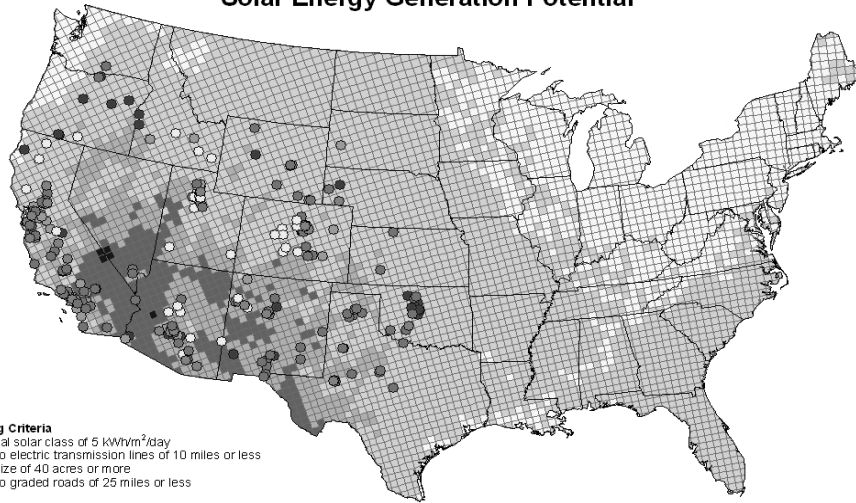 Solar Energy Generation Potential
g Criteria
al solar class of 5 kWh/m²/day
o electric transmission lines of 10 miles or less
ize of 40 acres or more
o graded roads of 25 miles or less